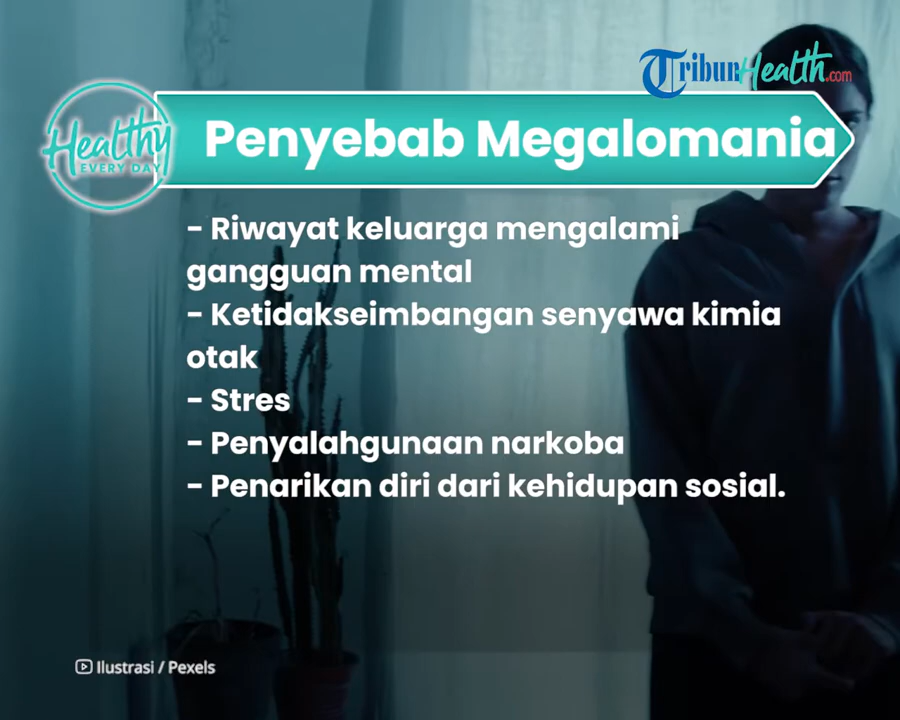 TribunHealth.com
Healthy
EVERY DAY
Penyebab Megalomania
- Riwayat keluarga mengalami
gangguan mental
- Ketidakseimbangan senyawa kimia
otak
- Stres
- Penyalahgunaan narkoba
- Penarikan diri dari kehidupan sosial.
Ilustrasi / Pexels